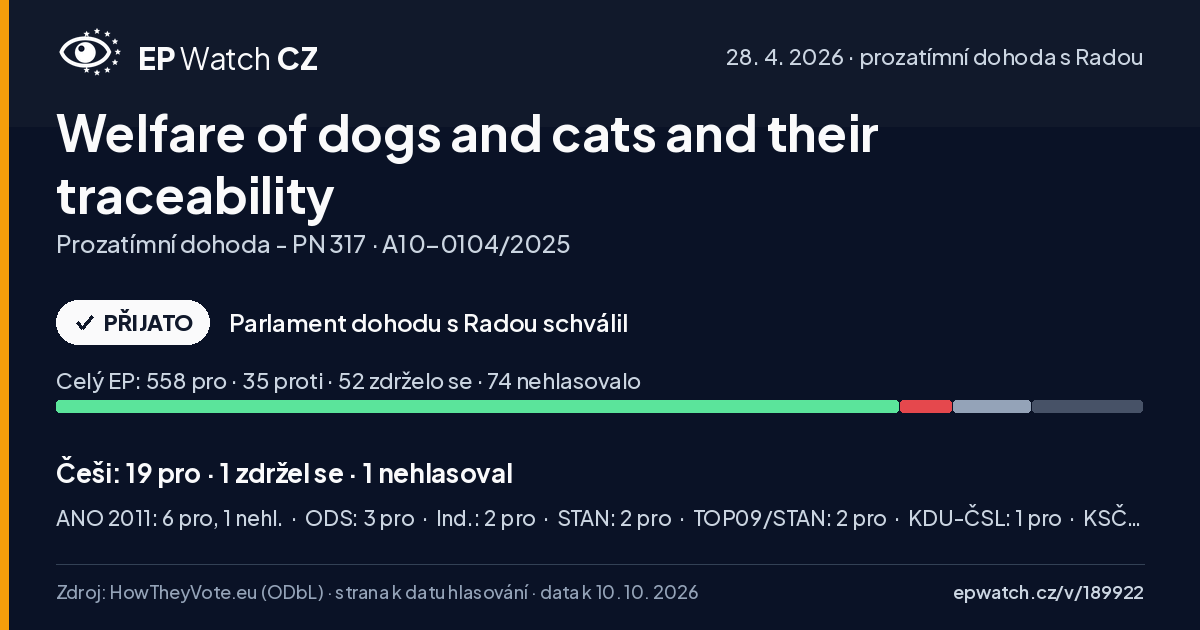 EP Watch CZ
28. 4. 2026 · prozatímní dohoda s Radou
Welfare of dogs and cats and their
traceability
Prozatímní dohoda – PN 317 · A10–0104/2025
✓ PŘIJATO
Parlament dohodu s Radou schválil
Celý EP: 558 pro · 35 proti · 52 zdrželo se · 74 nehlasovalo
Češi: 19 pro · 1 zdržel se · 1 nehlasoval
ANO 2011: 6 pro, 1 nehl. · ODS: 3 pro · Ind.: 2 pro · STAN: 2 pro · TOP09/STAN: 2 pro · KDU-ČSL: 1 pro · KSČ…
Zdroj: HowTheyVote.eu (ODbL) · strana k datu hlasování · data k 10. 10. 2026
epwatch.cz/v/189922